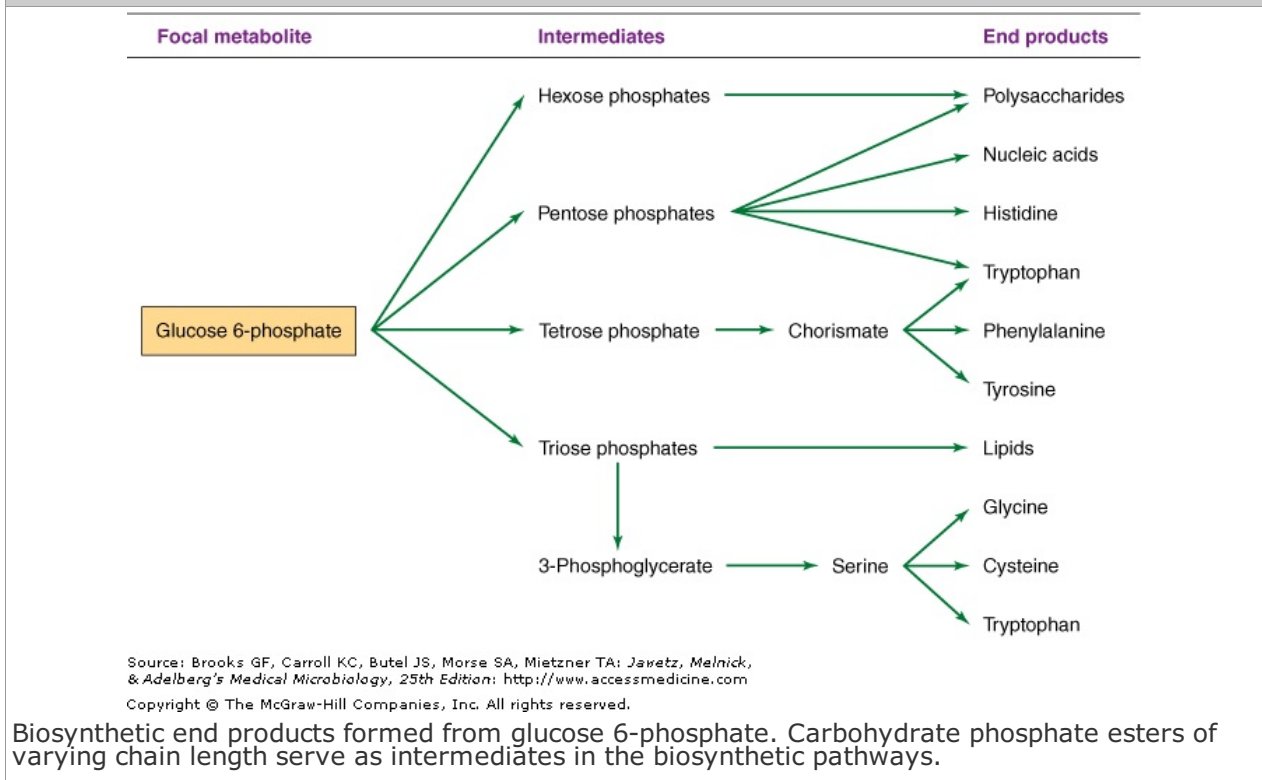 Focal metabolite Intermediates End products
Hexose phosphates Polysaccharides
Nucleic acids
Pentose phosphates Histidine
Tryptophan
Glucose 6-phosphate Tetrose phosphate Chorismate Phenylalanine
Tyrosine
Triose phosphates Lipids
Glycine
3-Phosphoglycerate Serine Cysteine
Tryptophan
Source: Brooks GF, Carroll KC, Butel JS, Morse SA, Mietzner TA: Jawetz, Melnick,
& Adelberg's Medical Microbiology, 25th Edition: http://www.accessmedicine.com
Copyright © The McGraw-Hill Companies, Inc. All rights reserved.
Biosynthetic end products formed from glucose 6-phosphate. Carbohydrate phosphate esters of
varying chain length serve as intermediates in the biosynthetic pathways.